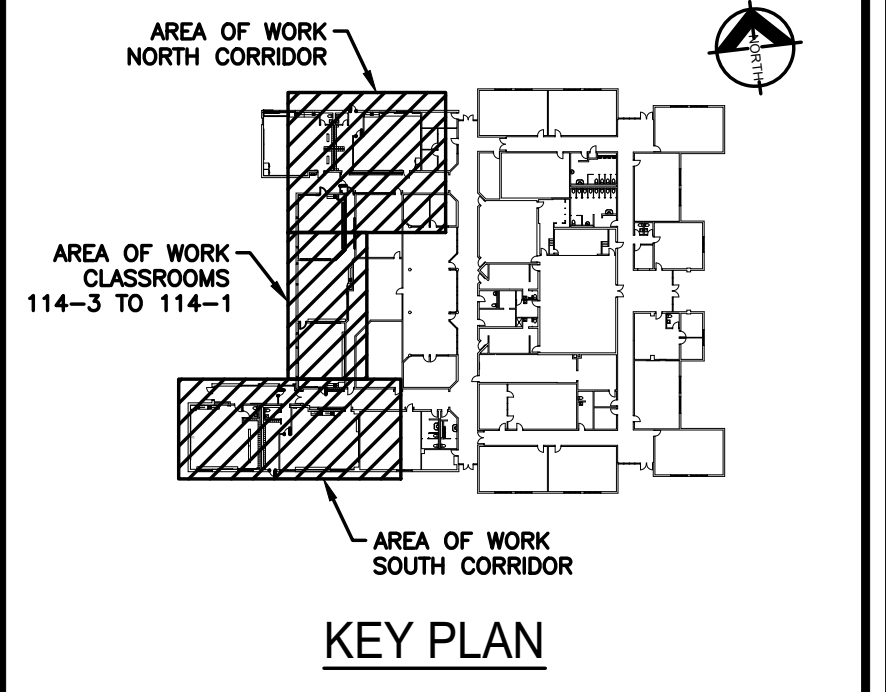 AREA OF WORK
NORTH CORRIDOR
NORTH
AREA OF WORK
CLASSROOMS
114-3 TO 114-1
AREA OF WORK
SOUTH CORRIDOR
KEY PLAN